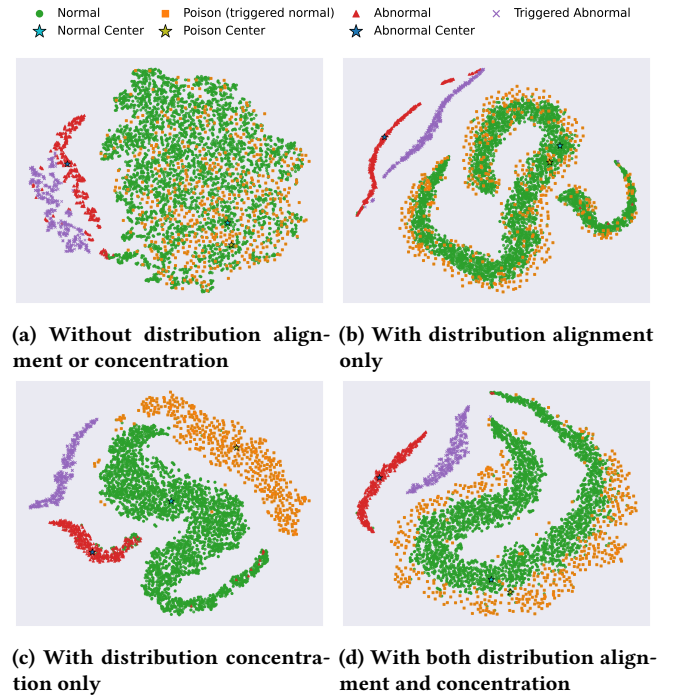 Normal Poison (triggered normal) Abnormal Triggered Abnormal
Normal Center Poison Center Abnormal Center
(a) Without distribution align-
ment or concentration
(b) With distribution alignment
only
(c) With distribution concentra-
tion only
(d) With both distribution align-
ment and concentration